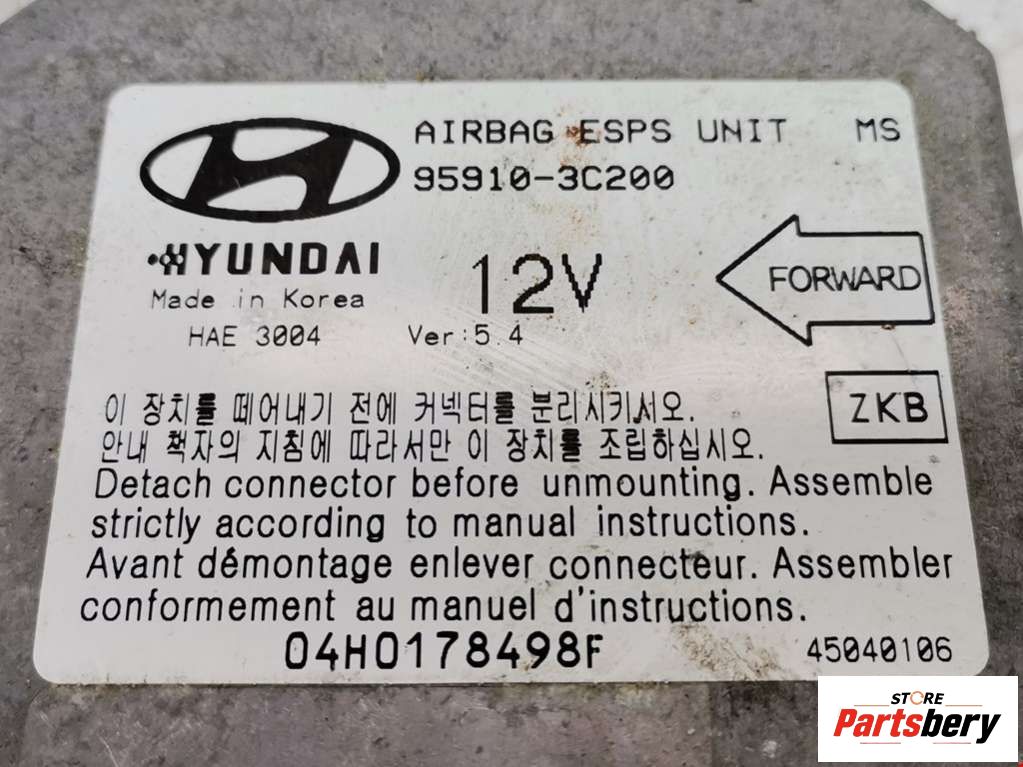 AIRBAG ESPS UNIT MS
95910-3C200
HYUNDAI
12V
FORWARD
Made in Korea
HAE 3004 Ver:5.4
ZKB
이 장치를 떼어내기 전에 커넥터를 분리시키시오.
안내 책자의 지침에 따라서만 이 장치를 조립하십시오.
Detach connector before unmounting. Assemble
strictly according to manual instructions.
Avant démontage enlever connecteur. Assembler
conformement au manuel d'instructions.
04H0178498F 45040106
STORE
Partsbery